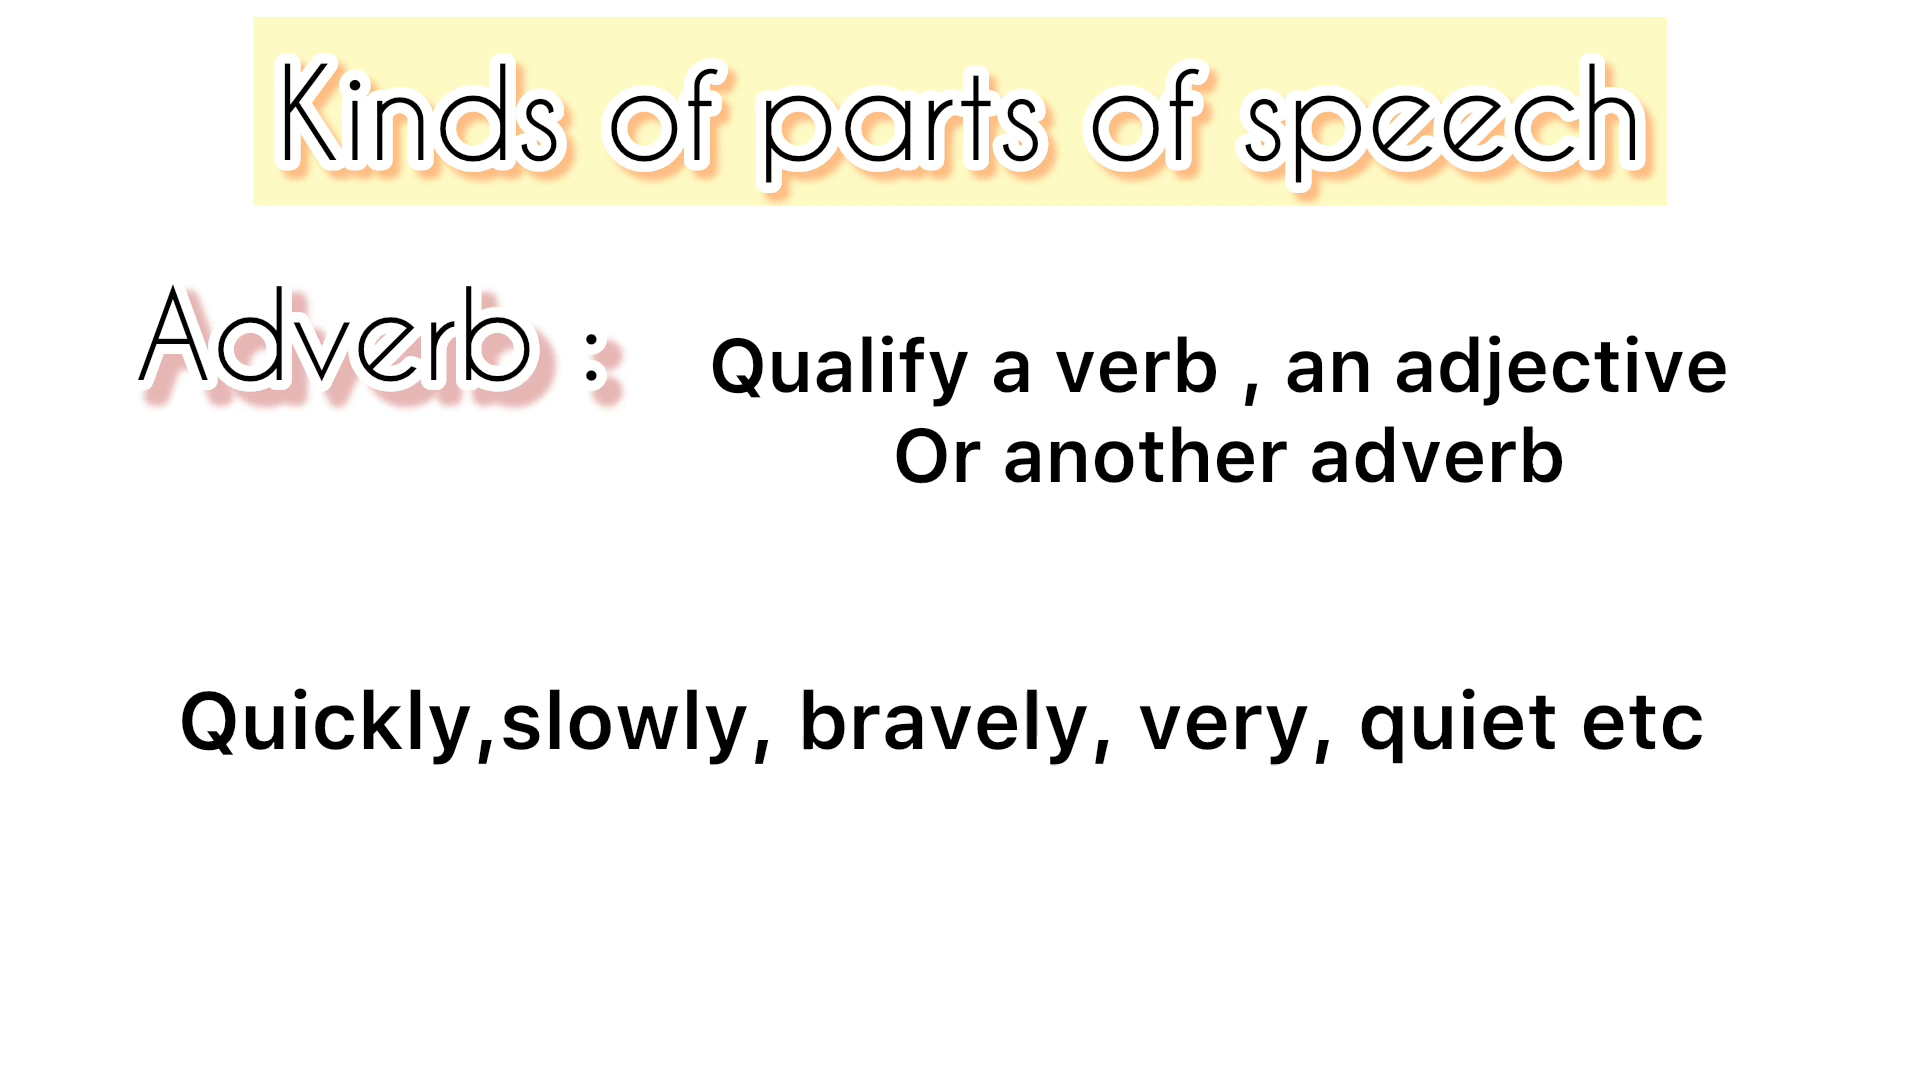 Kinds of parts of speech
Adverb :
Qualify a verb , an adjective
Or another adverb
Quickly,slowly, bravely, very, quiet etc